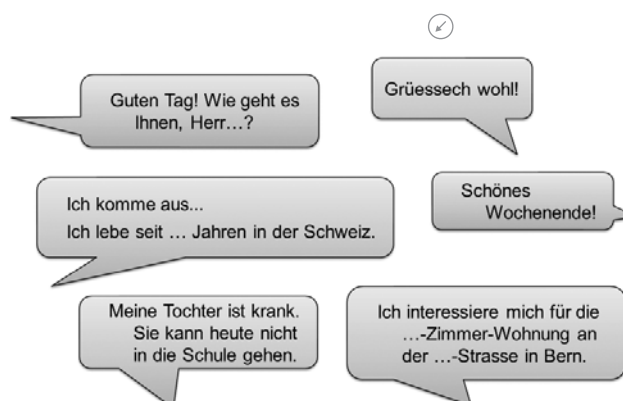 Guten Tag! Wie geht es
Ihnen, Herr...?
Grüessech wohl!
Ich komme aus...
Ich lebe seit ... Jahren in der Schweiz.
Schönes
Wochenende!
Meine Tochter ist krank.
Sie kann heute nicht
in die Schule gehen.
Ich interessiere mich für die
...-Zimmer-Wohnung an
der ...-Strasse in Bern.